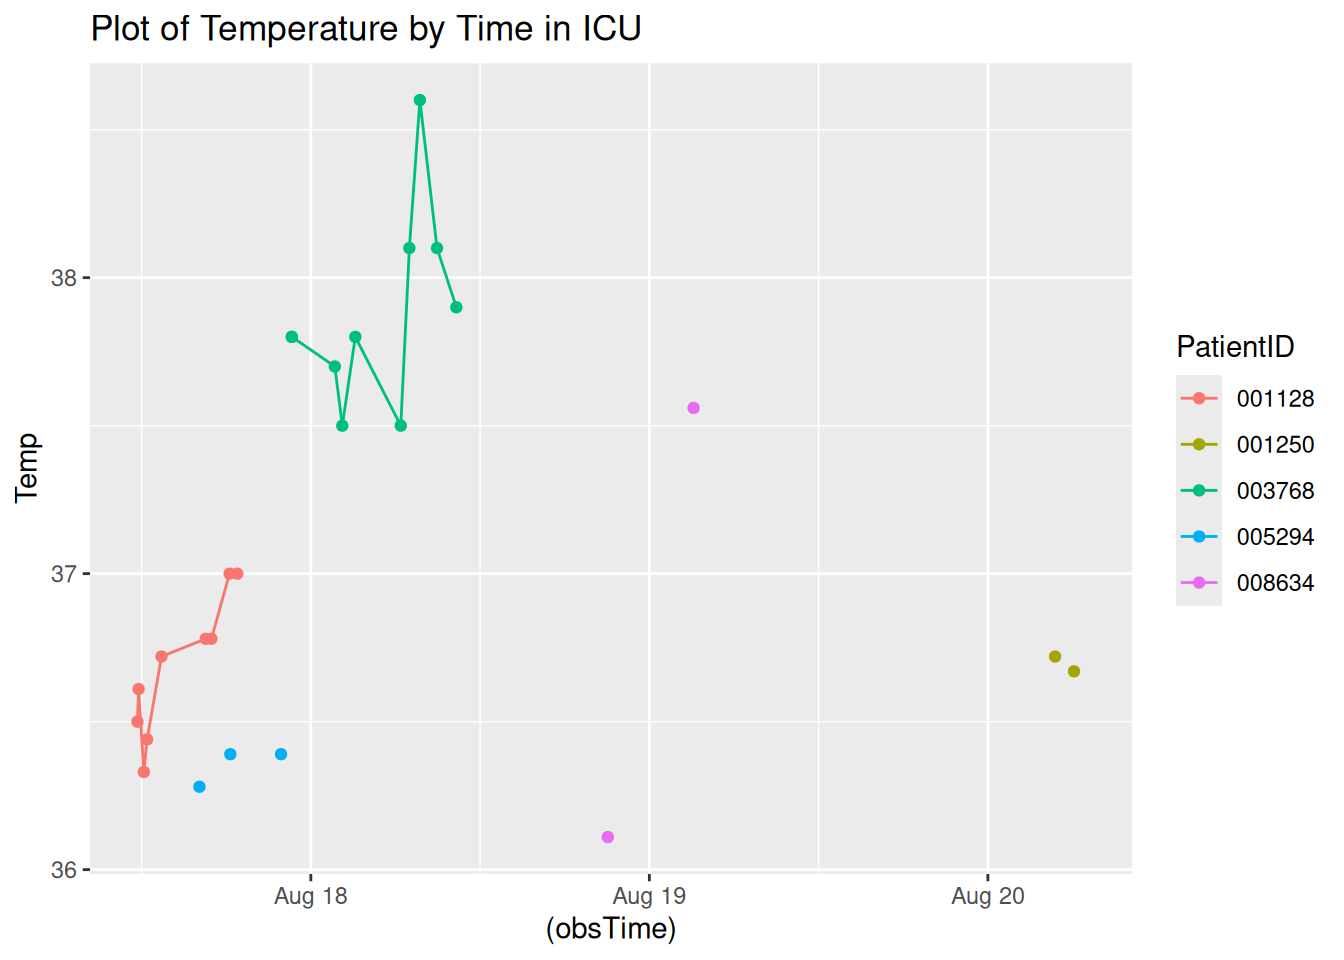 Plot of Temperature by Time in ICU
Temp
38
37
36
Aug 18
Aug 19
Aug 20
(obsTime)
PatientID
001128
001250
003768
005294
008634